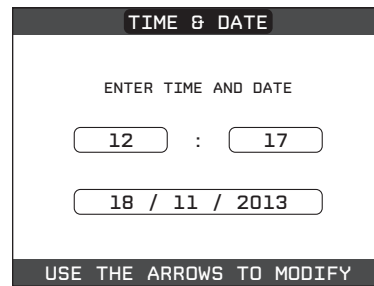 TIME & DATE
ENTER TIME AND DATE
12 : 17
18 / 11 / 2013
USE THE ARROWS TO MODIFY